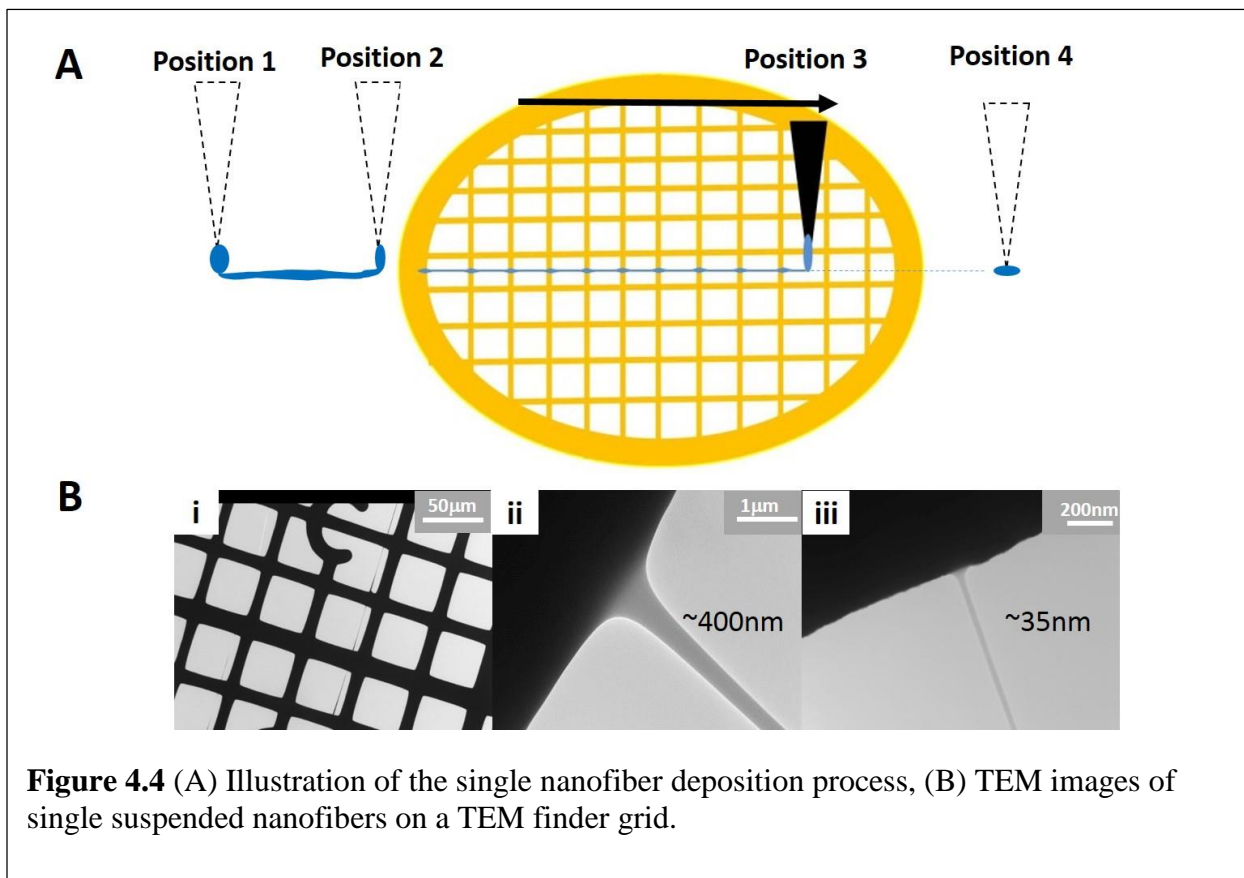 A
Position 1
Position 2
Position 3
Position 4
B
i
50μm
ii
1μm
~400nm
iii
200nm
~35nm
Figure 4.4 (A) Illustration of the single nanofiber deposition process, (B) TEM images of
single suspended nanofibers on a TEM finder grid.